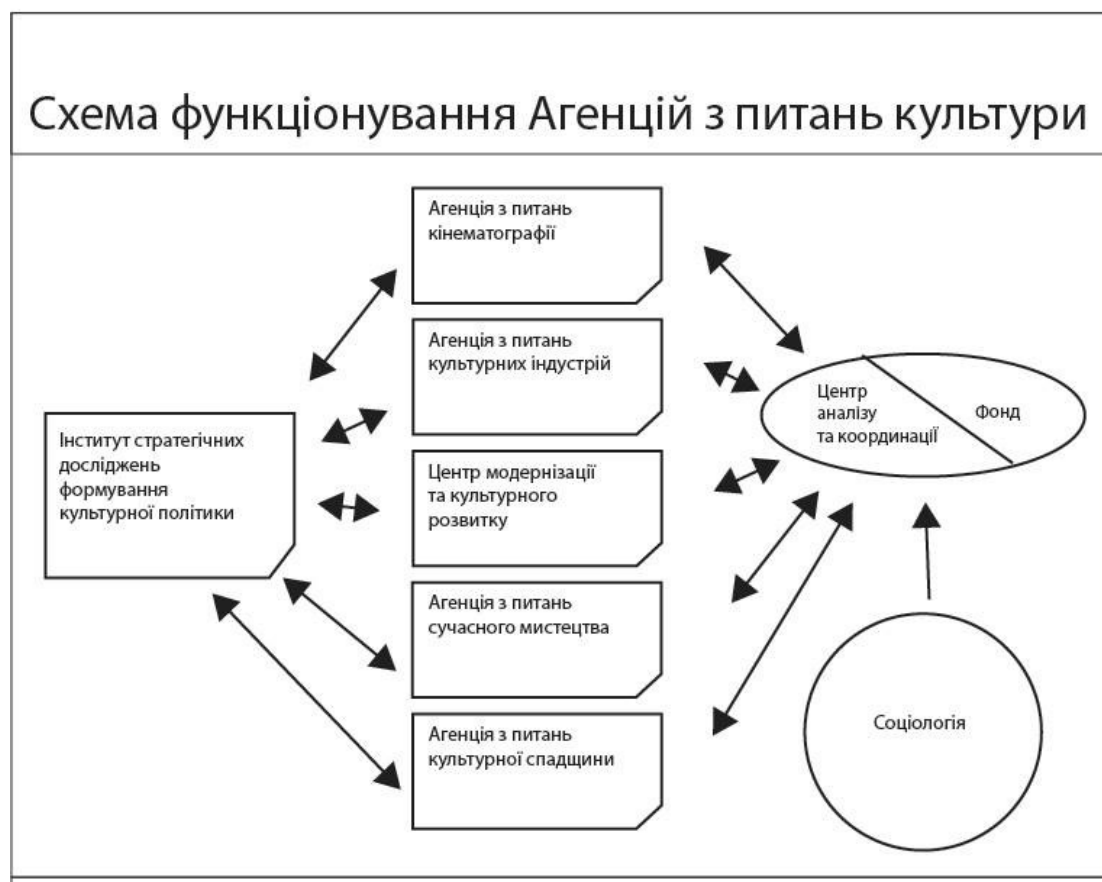 Схема функціонування Агенцій з питань культури
Агенція з питань
кінематографії
Агенція з питань
культурних індустрій
Інститут стратегічних
досліджень
формування
культурної політики
Центр модернізації
та культурного
розвитку
Агенція з питань
сучасного мистецтва
Агенція з питань
культурної спадщини
Центр
аналізу
та координації
Фонд
Соціологія